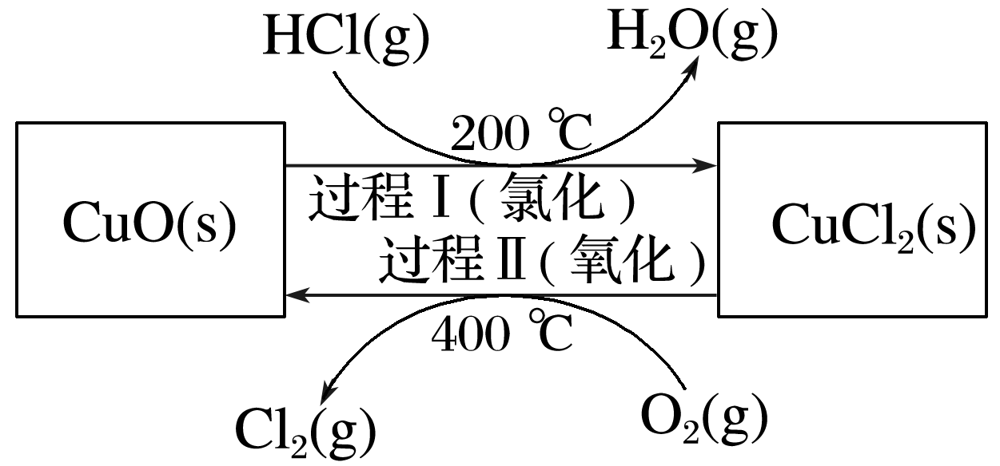 HCl(g)
H₂O(g)
200 ℃
过程Ⅰ(氯化)
CuO(s)
CuCl₂(s)
过程Ⅱ(氧化)
400 ℃
Cl₂(g)
O₂(g)